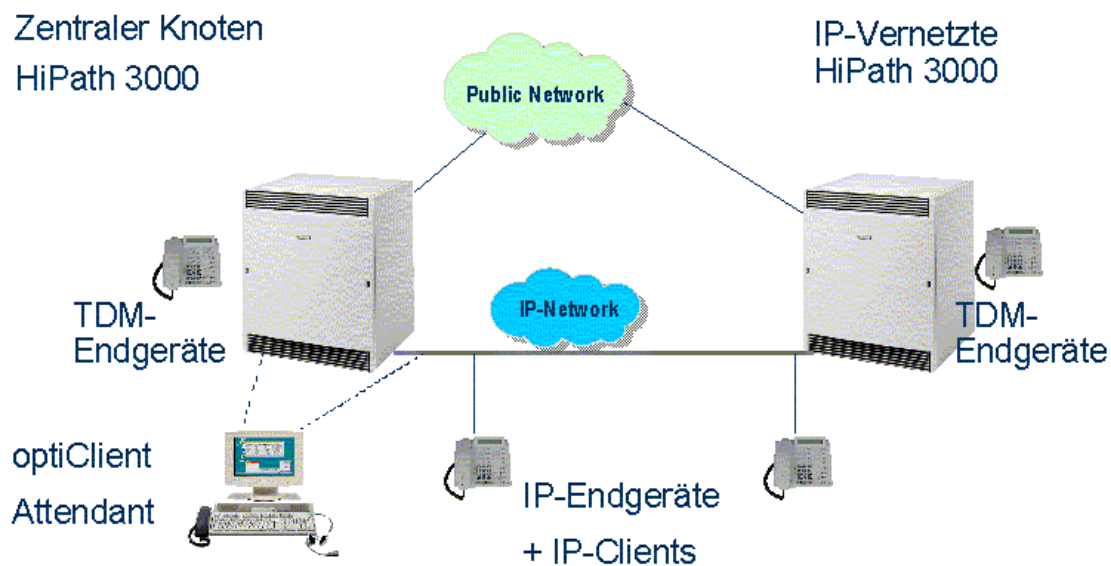 Zentraler Knoten
HiPath 3000
IP-Vernetzte
HiPath 3000
Public Network
IP-Network
TDM-
Endgeräte
TDM-
Endgeräte
optiClient
Attendant
IP-Endgeräte
+ IP-Clients